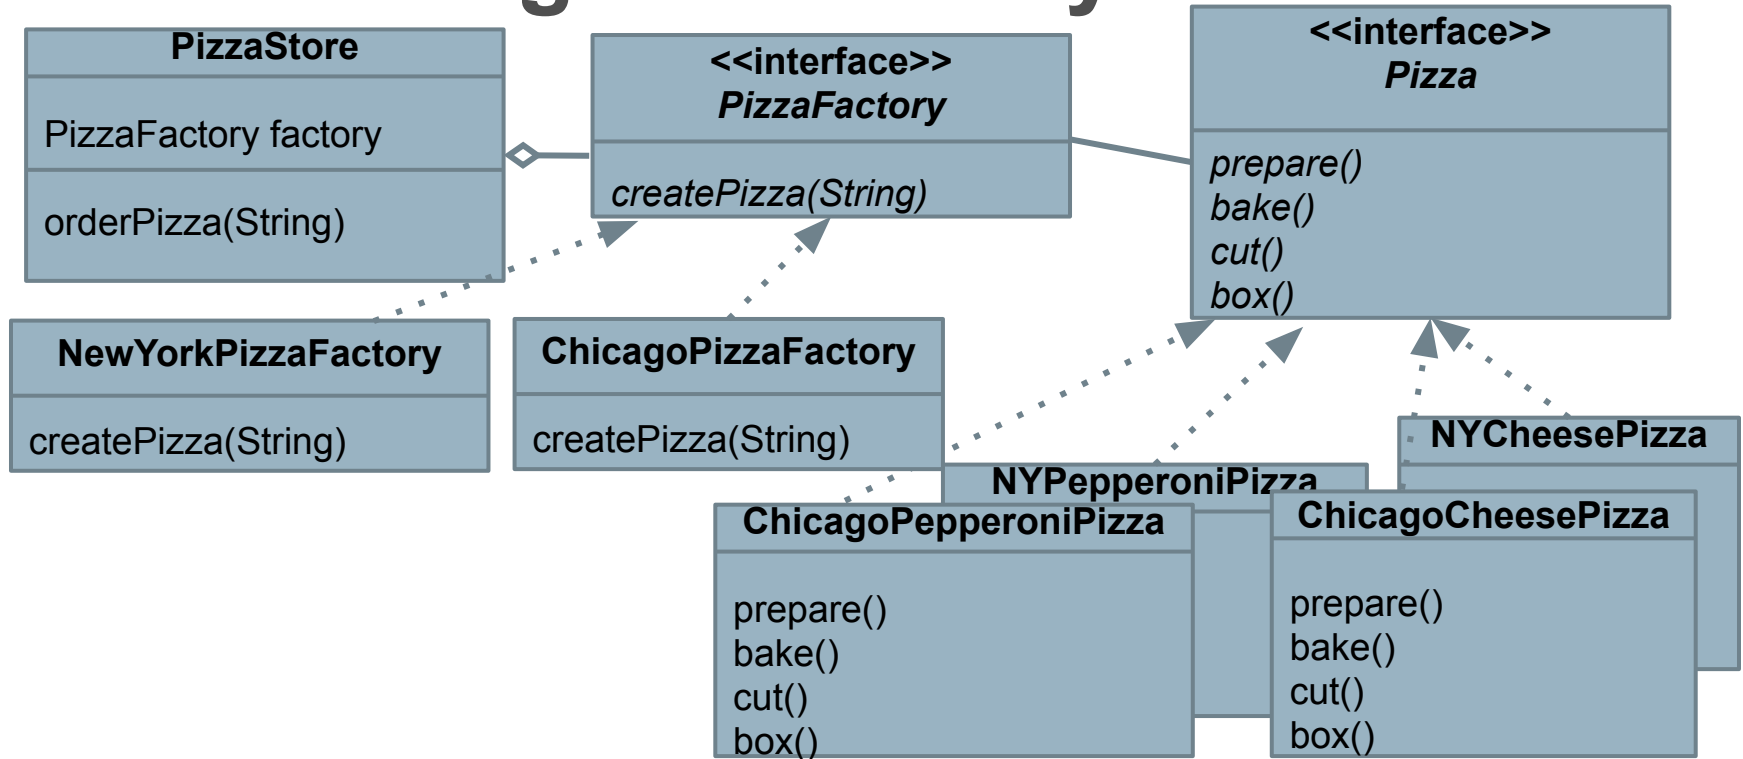 PizzaStore
PizzaFactory factory
orderPizza(String)
<<interface>>
PizzaFactory
createPizza(String)
<<interface>>
Pizza
prepare()
bake()
cut()
box()
NewYorkPizzaFactory
createPizza(String)
ChicagoPizzaFactory
createPizza(String)
NYPepperoniPizza
ChicagoPepperoniPizza
prepare()
bake()
cut()
box()
NYCheesePizza
ChicagoCheesePizza
prepare()
bake()
cut()
box()